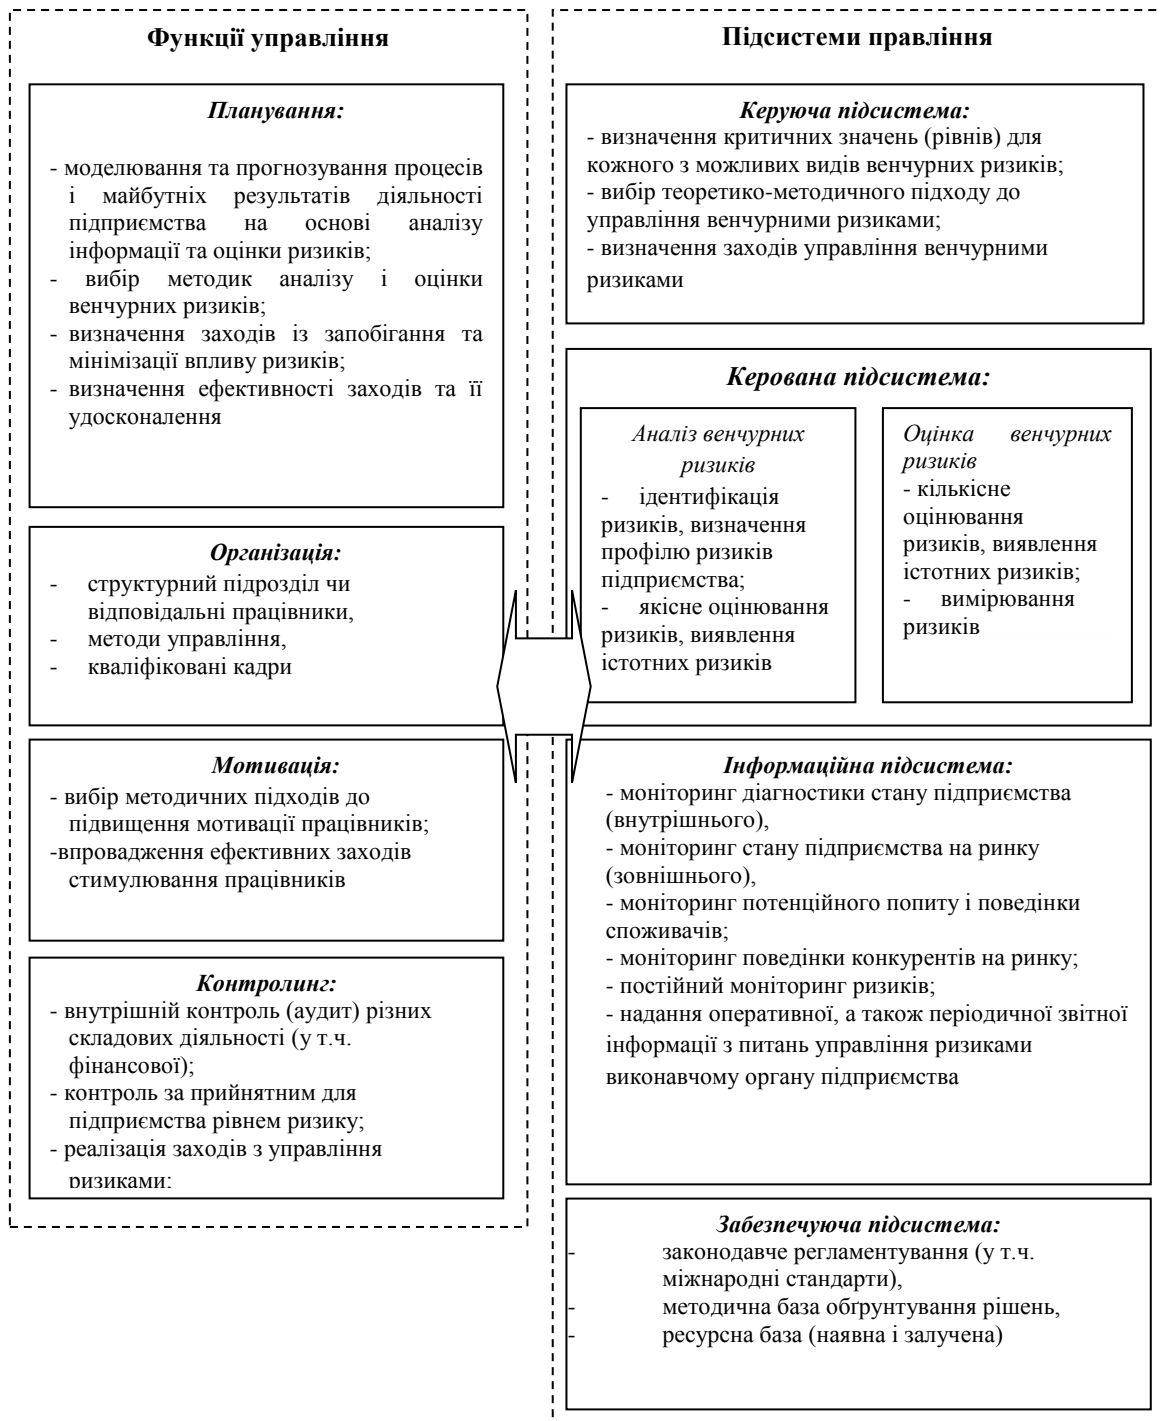 Функції управління
Планування:
- моделювання та прогнозування процесів
і майбутніх результатів діяльності
підприємства на основі аналізу
інформації та оцінки ризиків;
- вибір методик аналізу і оцінки
венчурних ризиків;
- визначення заходів із запобігання та
мінімізації впливу ризиків;
- визначення ефективності заходів та її
удосконалення
Організація:
- структурний підрозділ чи
відповідальні працівники,
- методи управління,
- кваліфіковані кадри
Мотивація:
- вибір методичних підходів до
підвищення мотивації працівників;
-впровадження ефективних заходів
стимулювання працівників
Контролинг:
- внутрішній контроль (аудит) різних
складових діяльності (у т.ч.
фінансової);
- контроль за прийнятним для
підприємства рівнем ризику;
- реалізація заходів з управління
ризиками;
Підсистеми правління
Керуюча підсистема:
- визначення критичних значень (рівнів) для
кожного з можливих видів венчурних ризиків;
- вибір теоретико-методичного підходу до
управління венчурними ризиками;
- визначення заходів управління венчурними
ризиками
Керована підсистема:
Аналіз венчурних
ризиків
- ідентифікація
ризиків, визначення
профілю ризиків
підприємства;
- якісне оцінювання
ризиків, виявлення
істотних ризиків
Оцінка венчурних
ризиків
- кількісне
оцінювання
ризиків, виявлення
істотних ризиків;
- вимірювання
ризиків
Інформаційна підсистема:
- моніторинг діагностики стану підприємства
(внутрішнього),
- моніторинг стану підприємства на ринку
(зовнішнього),
- моніторинг потенційного попиту і поведінки
споживачів;
- моніторинг поведінки конкурентів на ринку;
- постійний моніторинг ризиків;
- надання оперативної, а також періодичної звітної
інформації з питань управління ризиками
виконавчому органу підприємства
Забезпечуюча підсистема:
- законодавче регламентування (у т.ч.
міжнародні стандарти),
- методична база обґрунтування рішень,
- ресурсна база (наявна і залучена)